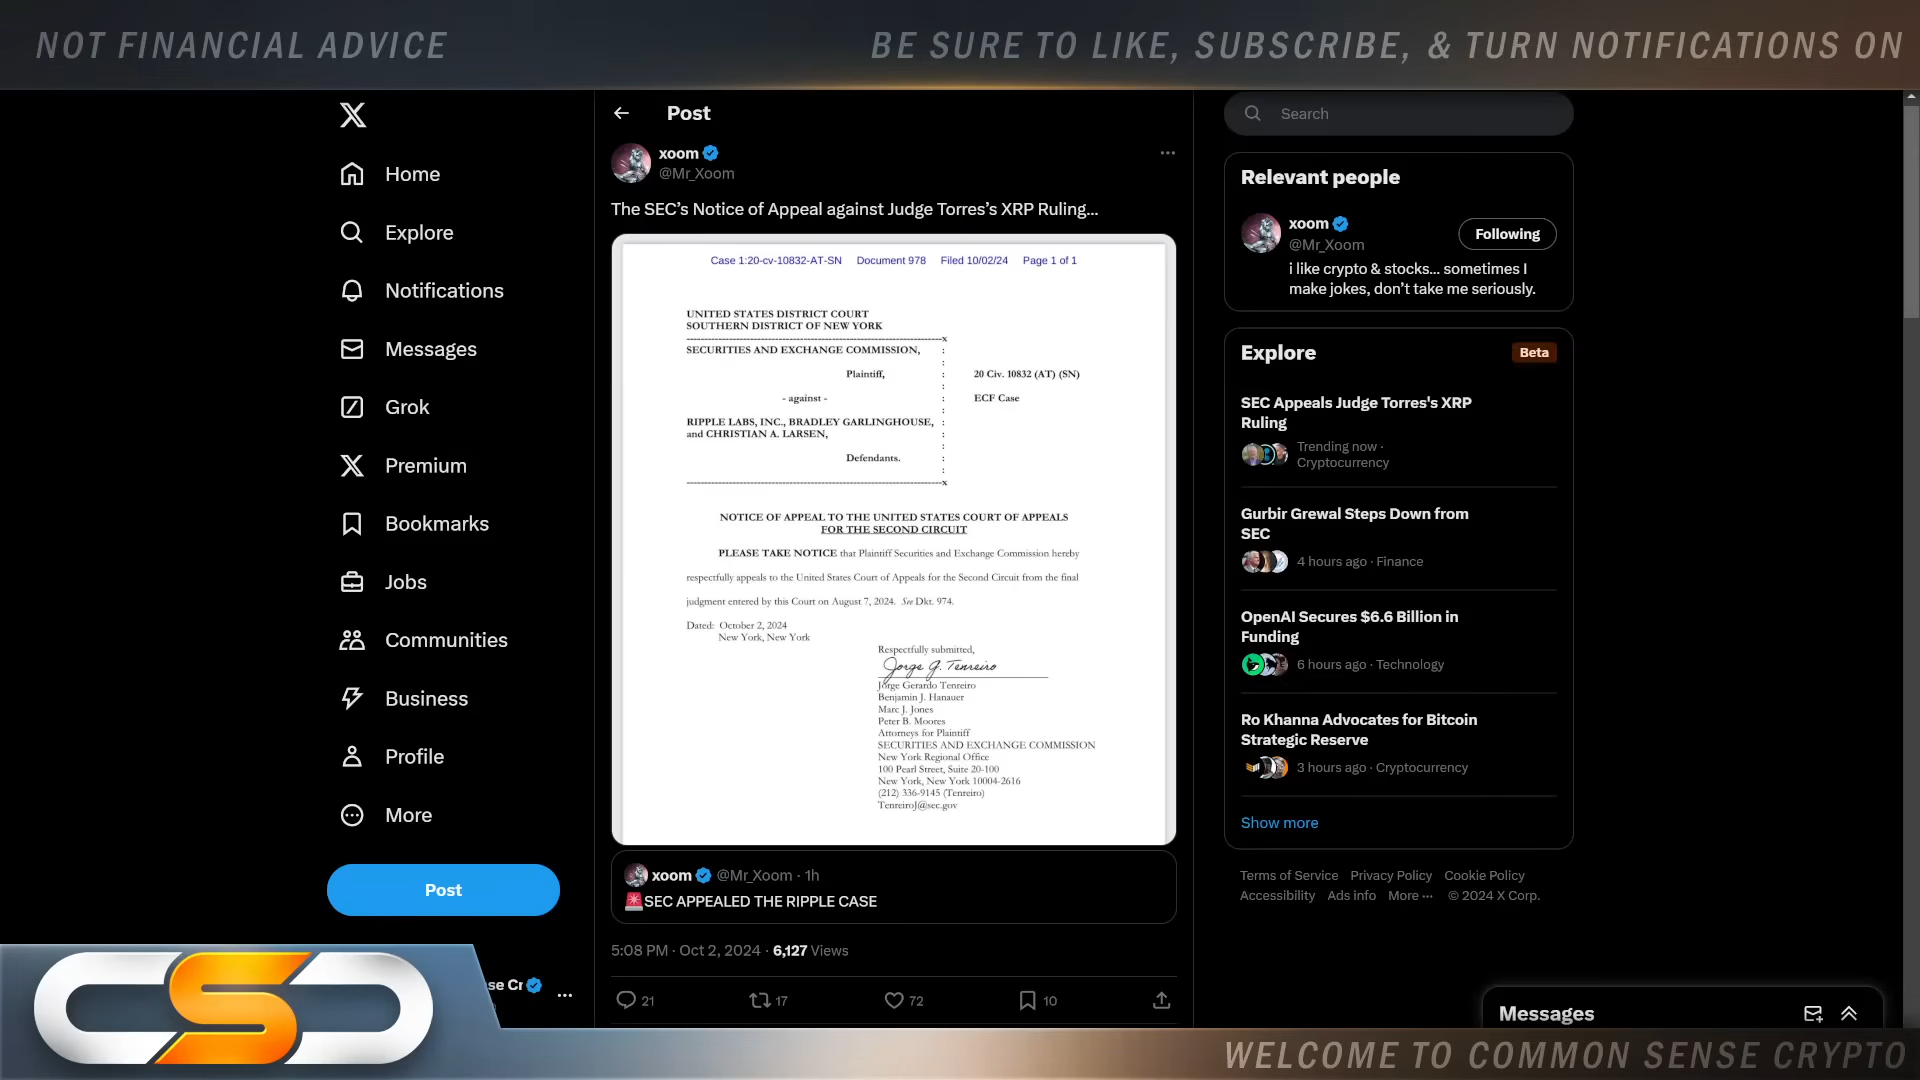 NOT FINANCIAL ADVICE
BE SURE TO LIKE, SUBSCRIBE, & TURN NOTIFICATIONS ON
Home
Explore
Notifications
Messages
Grok
Premium
Bookmarks
Jobs
Communities
Business
Profile
More
Post
se Cr
Post
xoom
@Mr_Xoom
The SEC’s Notice of Appeal against Judge Torres’s XRP Ruling...
Case 1:20-cv-10832-AT-SN Document 978 Filed 10/02/24 Page 1 of 1
UNITED STATES DISTRICT COURT
SOUTHERN DISTRICT OF NEW YORK
SECURITIES AND EXCHANGE COMMISSION,
Plaintiff,
20 Civ. 10832 (AT) (SN)
- against -
ECF Case
RIPPLE LABS, INC., BRADLEY GARLINGHOUSE,
and CHRISTIAN A. LARSEN,
Defendants.
NOTICE OF APPEAL TO THE UNITED STATES COURT OF APPEALS
FOR THE SECOND CIRCUIT
PLEASE TAKE NOTICE that Plaintiff Securities and Exchange Commission hereby
respectfully appeals to the United States Court of Appeals for the Second Circuit from the final
judgment entered by this Court on August 7, 2024. See Dkt. 974.
Dated: October 2, 2024
New York, New York
Respectfully submitted,
Jorge G. Tenreiro
Jorge Gerardo Tenreiro
Benjamin J. Hanauer
Marc J. Jones
Peter B. Moores
Attorneys for Plaintiff
SECURITIES AND EXCHANGE COMMISSION
New York Regional Office
100 Pearl Street, Suite 20-100
New York, New York 10004-2616
(212) 336-9145 (Tenreiro)
TenreiroJ@sec.gov
xoom @Mr_Xoom · 1h
🚨SEC APPEALED THE RIPPLE CASE
5:08 PM · Oct 2, 2024 · 6,127 Views
21 17 72 10
Search
Relevant people
xoom
@Mr_Xoom
Following
i like crypto & stocks... sometimes I
make jokes, don’t take me seriously.
Explore
Beta
SEC Appeals Judge Torres's XRP
Ruling
Trending now ·
Cryptocurrency
Gurbir Grewal Steps Down from
SEC
4 hours ago · Finance
OpenAI Secures $6.6 Billion in
Funding
6 hours ago · Technology
Ro Khanna Advocates for Bitcoin
Strategic Reserve
3 hours ago · Cryptocurrency
Show more
Terms of Service Privacy Policy Cookie Policy
Accessibility Ads info More ··· © 2024 X Corp.
Messages
CSC
WELCOME TO COMMON SENSE CRYPTO